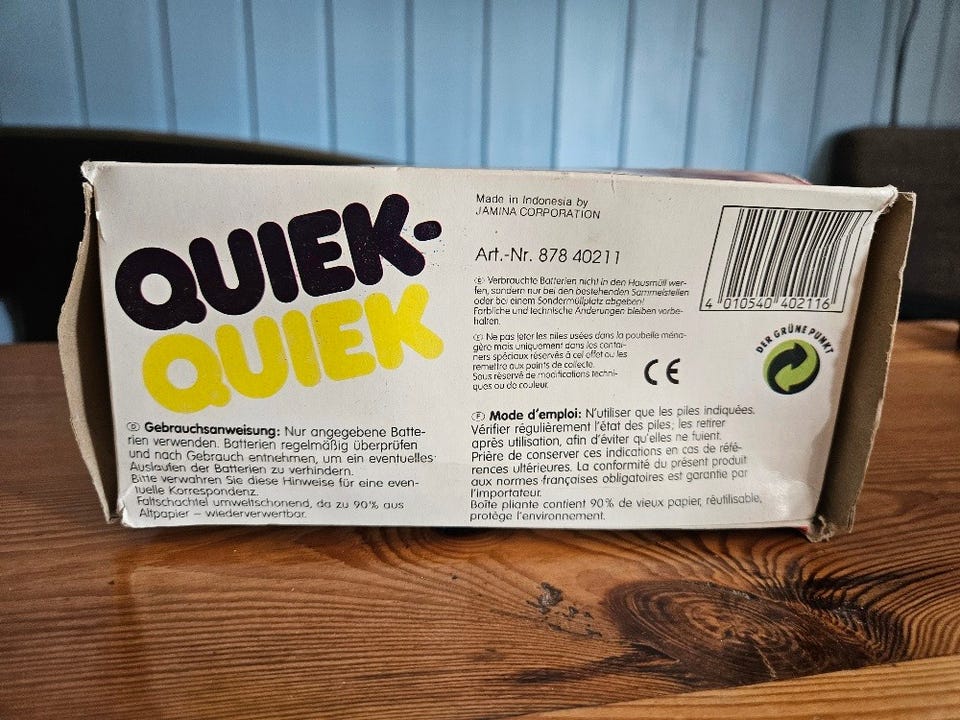 QUIEK-
QUIEK
D Gebrauchsanweisung: Nur angegebene Batte-
rien verwenden. Batterien regelmäßig überprüfen
und nach Gebrauch entnehmen, um ein eventuelles
Auslaufen der Batterien zu verhindern.
Bitte verwahren Sie diese Hinweise für eine even-
tuelle Korrespondenz.
Faltschachtel umweltschonend, da zu 90% aus
Altpapier – wiederverwertbar.
Made in Indonesia by
JAMINA CORPORATION
Art.-Nr. 878 40211
Verbrauchte Batterien nicht in den Hausmüll wer-
fen, sondern nur bei den bestehenden Sammelstellen
oder bei einem Sondermüllplatz abgeben!
Farbliche und technische Änderungen bleiben vorbe-
halten.
Ne pas jeter les piles usées dans la poubelle ména-
gère mais uniquement dans les contai-
ners spéciaux réservés à cet effet ou les
remettre aux points de collecte.
Sous réserve de modifications techni-
ques ou de couleur.
CE
F Mode d'emploi: N'utiliser que les piles indiquées.
Vérifier régulièrement l'état des piles; les retirer
après utilisation, afin d'éviter qu'elles ne fuient.
Prière de conserver ces indications en cas de réfé-
rences ultérieures. La conformité du présent produit
aux normes françaises obligatoires est garantie par
l'importateur.
Boîte pliante contient 90% de vieux papier, réutilisable,
protège l'environnement.
4 010540 402116
DER GRÜNE PUNKT